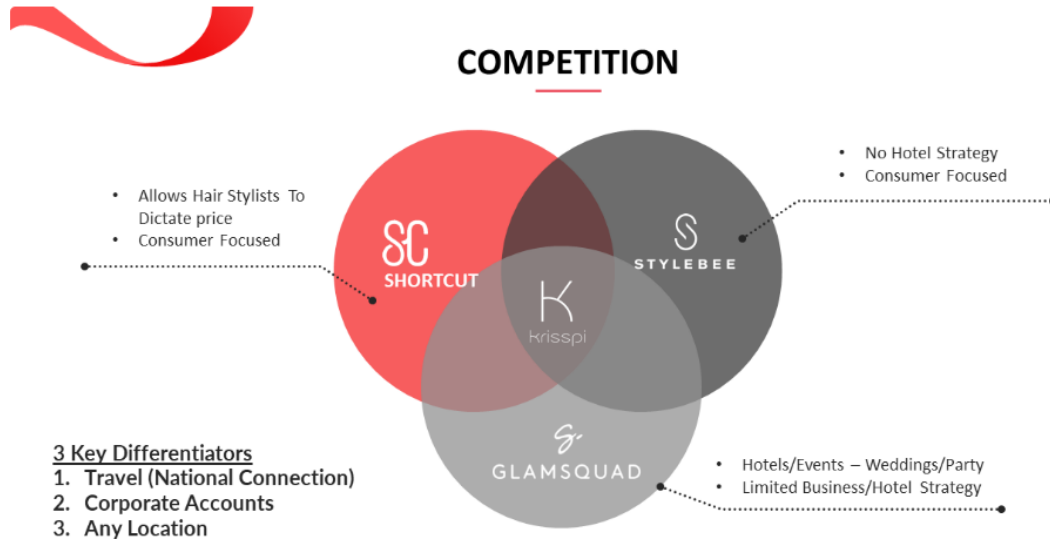 COMPETITION
• No Hotel Strategy
• Consumer Focused
• Allows Hair Stylists To
Dictate price
• Consumer Focused
SC
SHORTCUT
S
STYLEBEE
K
krisspi
g.
GLAMSQUAD
3 Key Differentiators
1. Travel (National Connection)
2. Corporate Accounts
3. Any Location
• Hotels/Events – Weddings/Party
• Limited Business/Hotel Strategy